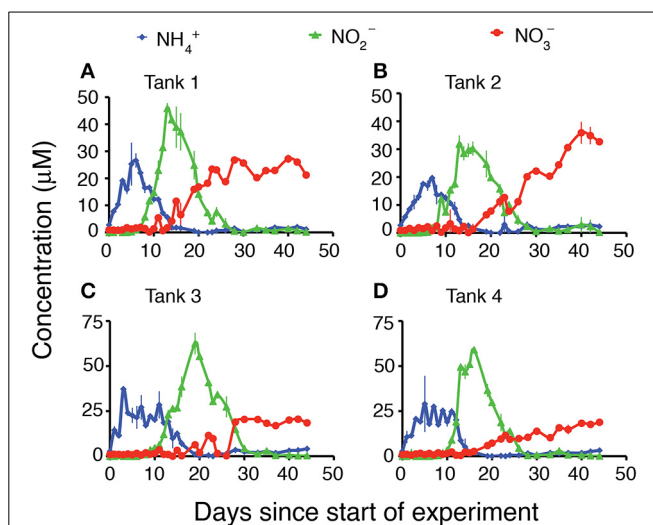 NH₄⁺ NO₂⁻ NO₃⁻
A B
Tank 1 Tank 2
50 50
40 40
30 30
20 20
10 10
0 0
0 10 20 30 40 50 0 10 20 30 40 50
C D
Tank 3 Tank 4
75 75
50 50
25 25
0 0
0 10 20 30 40 50 0 10 20 30 40 50
Concentration (μM)
Days since start of experiment